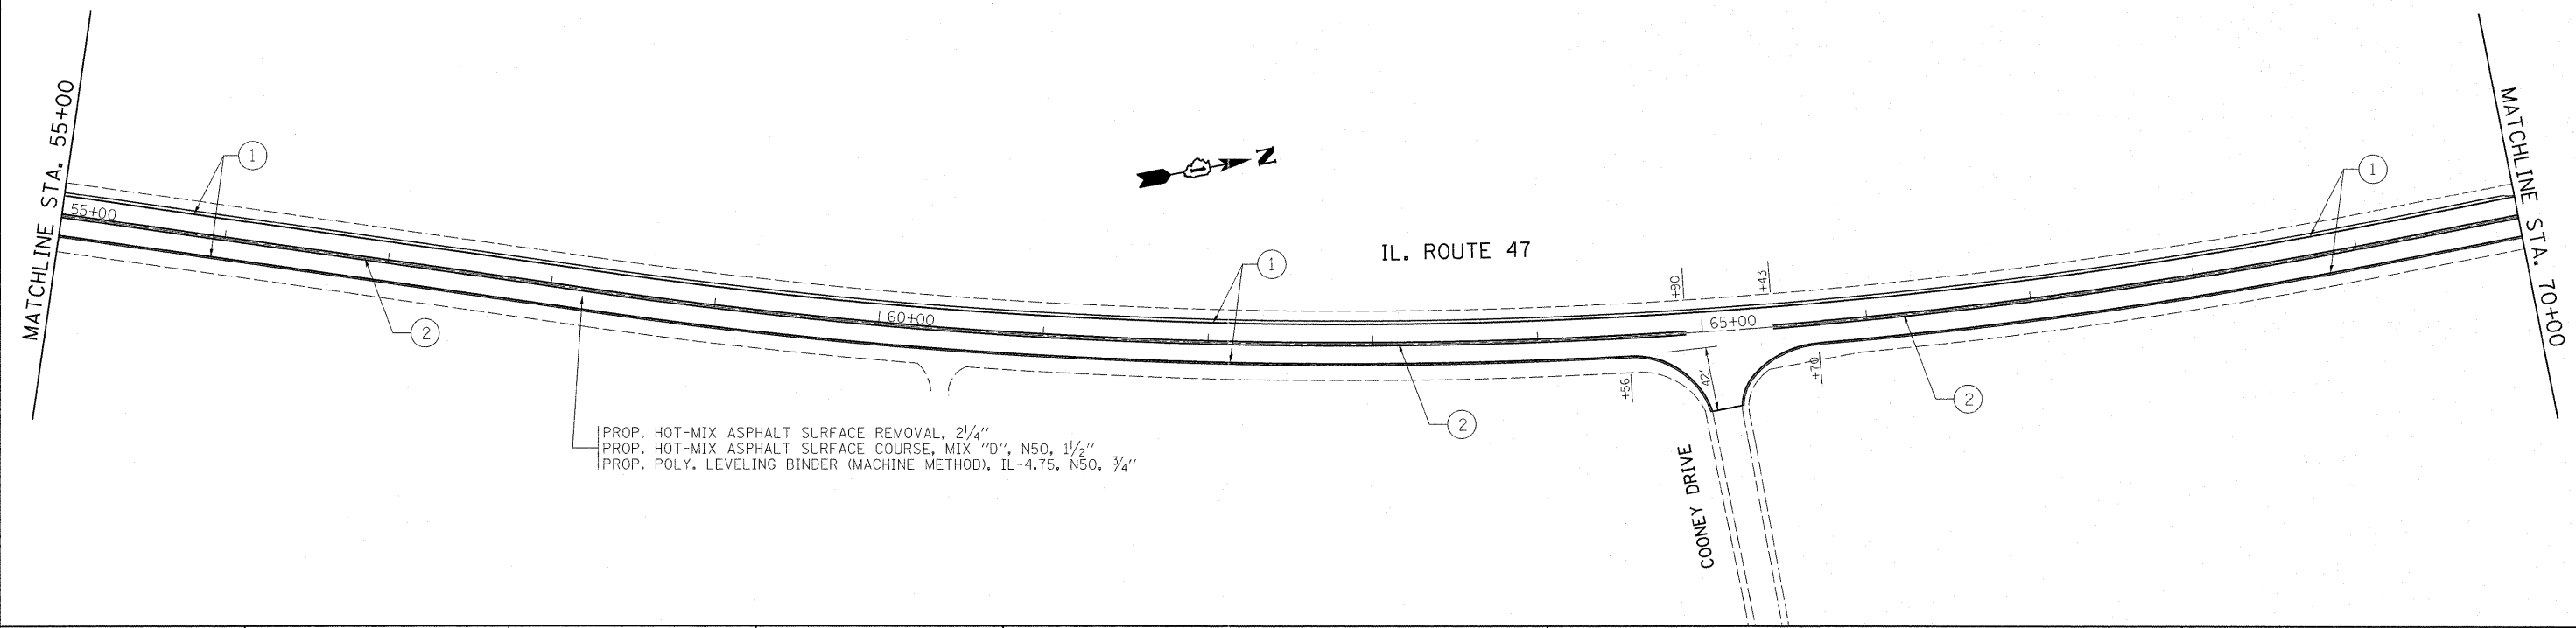 MATCHLINE STA. 55+00
55+00
1
2
PROP. HOT-MIX ASPHALT SURFACE REMOVAL, 2 1/4"
PROP. HOT-MIX ASPHALT SURFACE COURSE, MIX "D", N50, 1 1/2"
PROP. POLY. LEVELING BINDER (MACHINE METHOD), IL-4.75, N50, 3/4"
60+00
N
1
IL. ROUTE 47
2
+90
+43
65+00
+56
42'
+70
COONEY DRIVE
2
1
MATCHLINE STA. 70+00